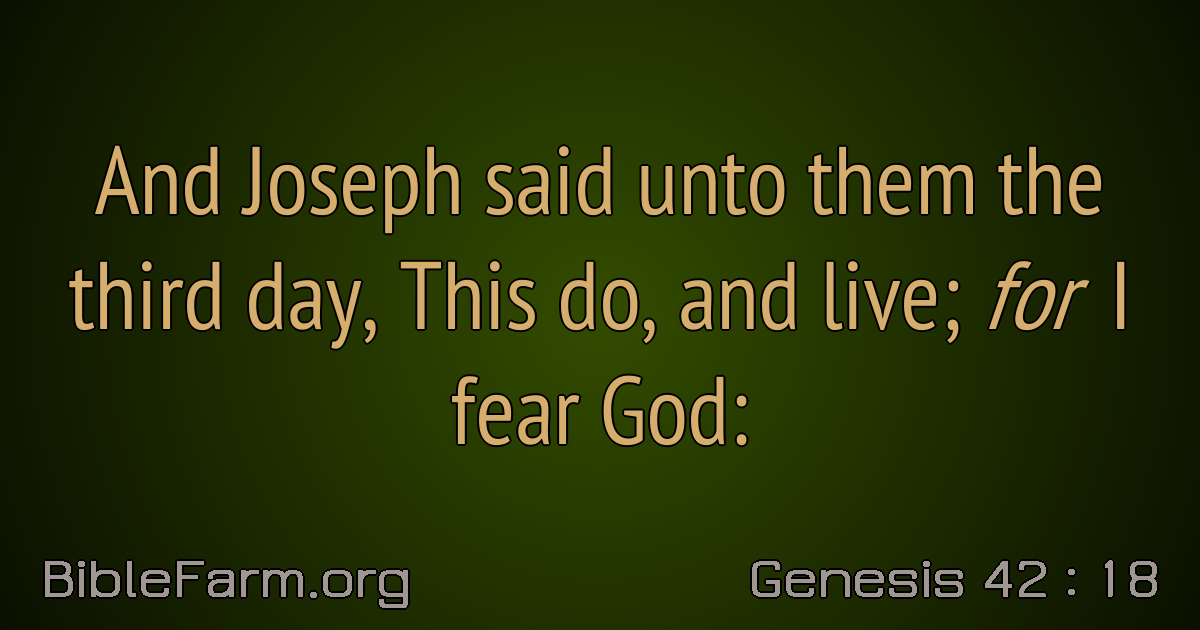 And Joseph said unto them the
third day, This do, and live; for I
fear God:
BibleFarm.org
Genesis 42 : 18